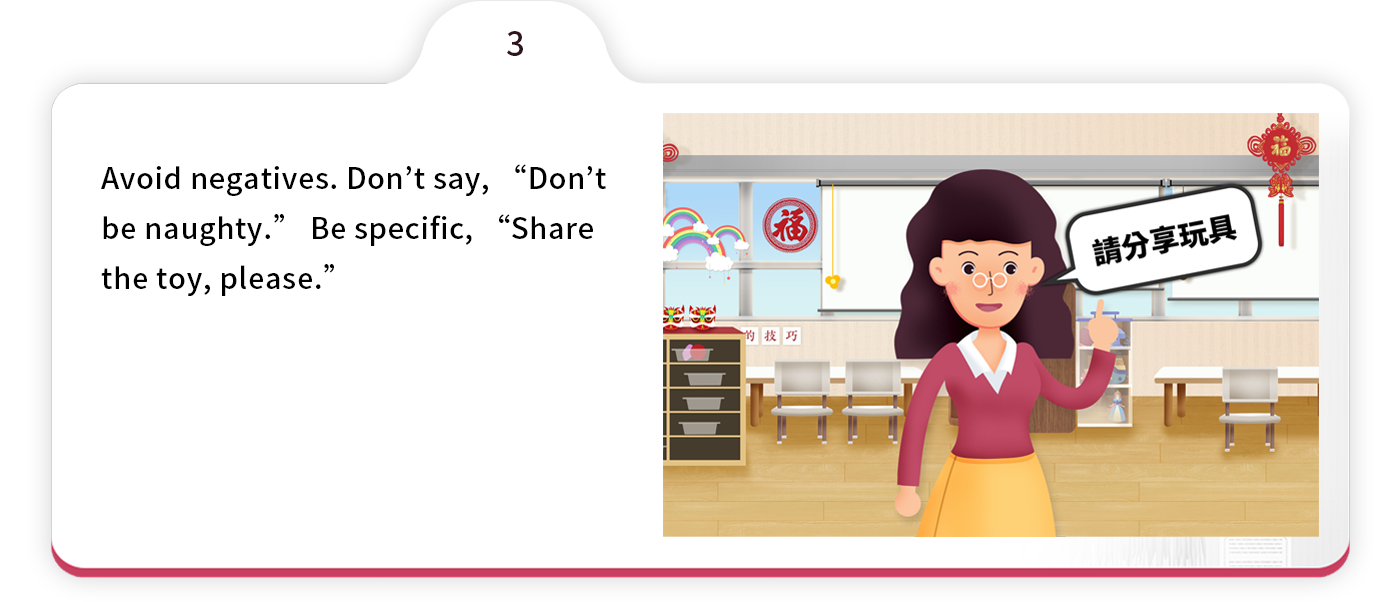 3
Avoid negatives. Don’t say, “Don’t
be naughty.” Be specific, “Share
the toy, please.”
福
福
請分享玩具
的技巧